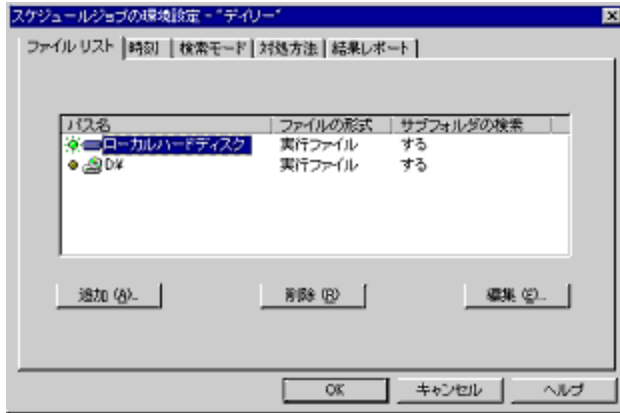 スケジュールジョブの環境設定 - "デイリー"
ファイル リスト 時刻 検索モード 対処方法 結果レポート
パス名 ファイルの形式 サブフォルダの検索
ローカルハードディスク 実行ファイル する
D¥ 実行ファイル する
追加 (A)... 削除 (R) 編集 (E)...
OK キャンセル ヘルプ